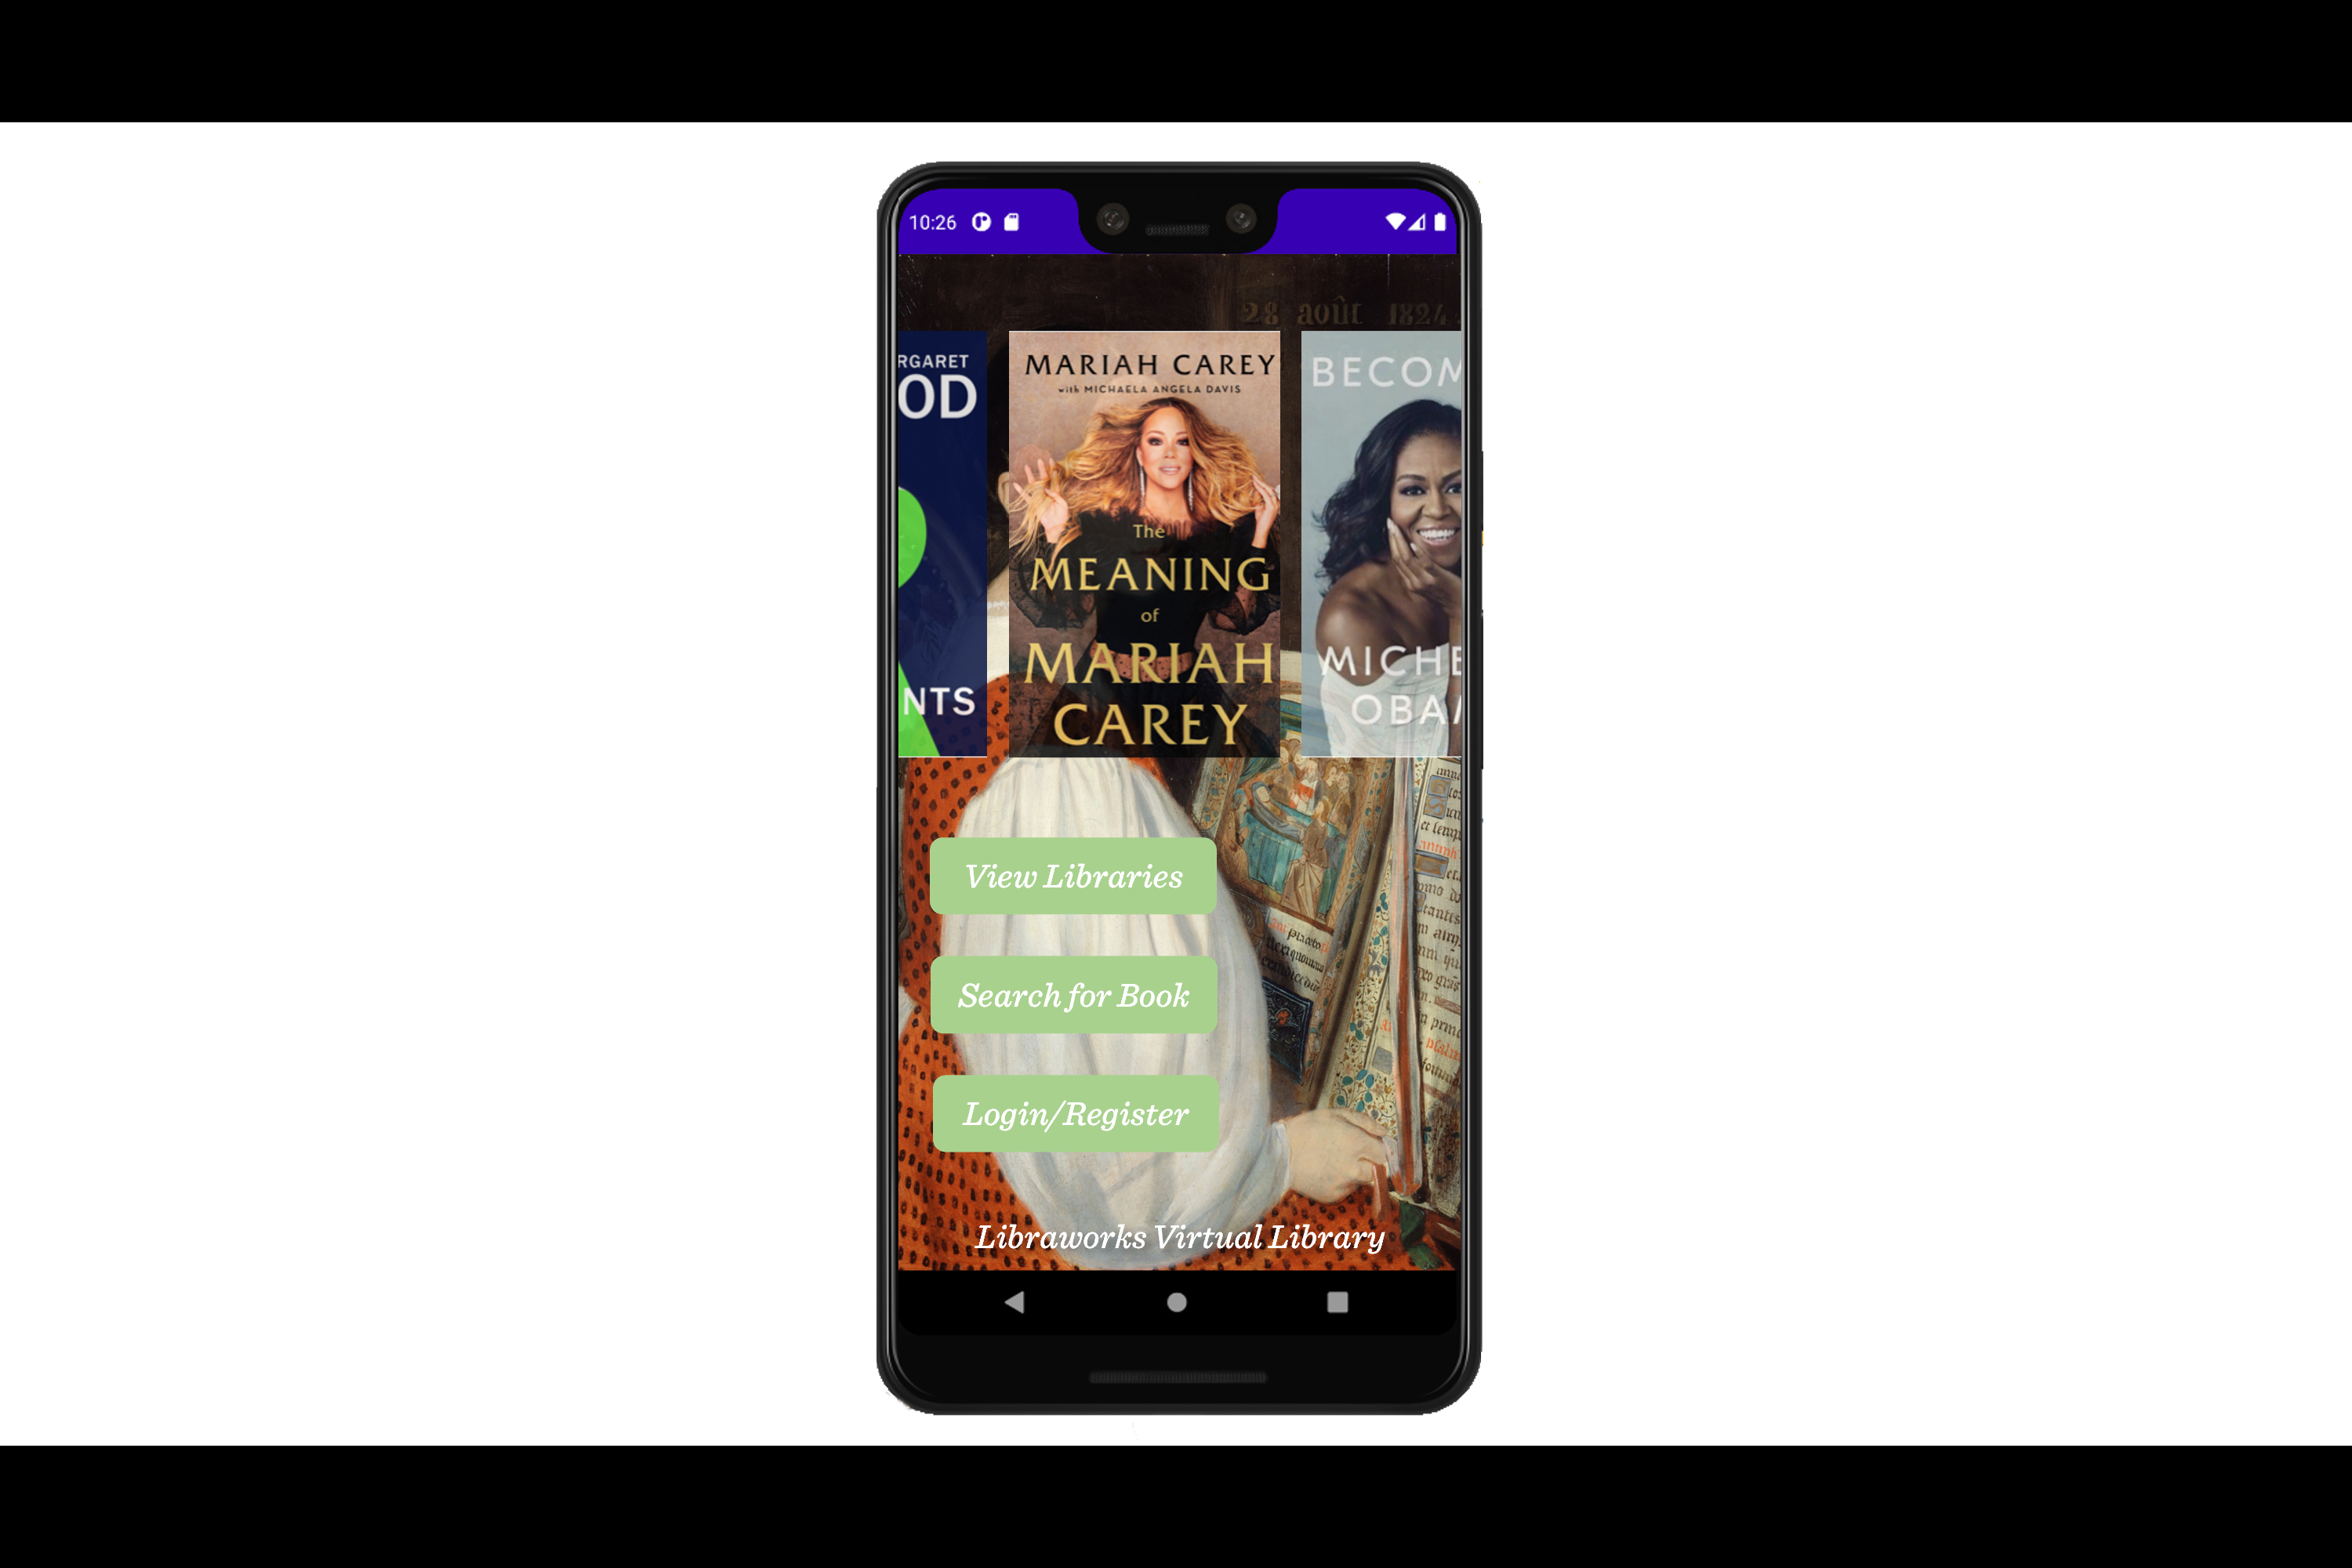 10:26
28 août 1824
RGARET
OD
NTS
MARIAH CAREY
with MICHAELA ANGELA DAVIS
The
MEANING
of
MARIAH
CAREY
BECOM
MICHE
OBA
View Libraries
Search for Book
Login/Register
Libraworks Virtual Library